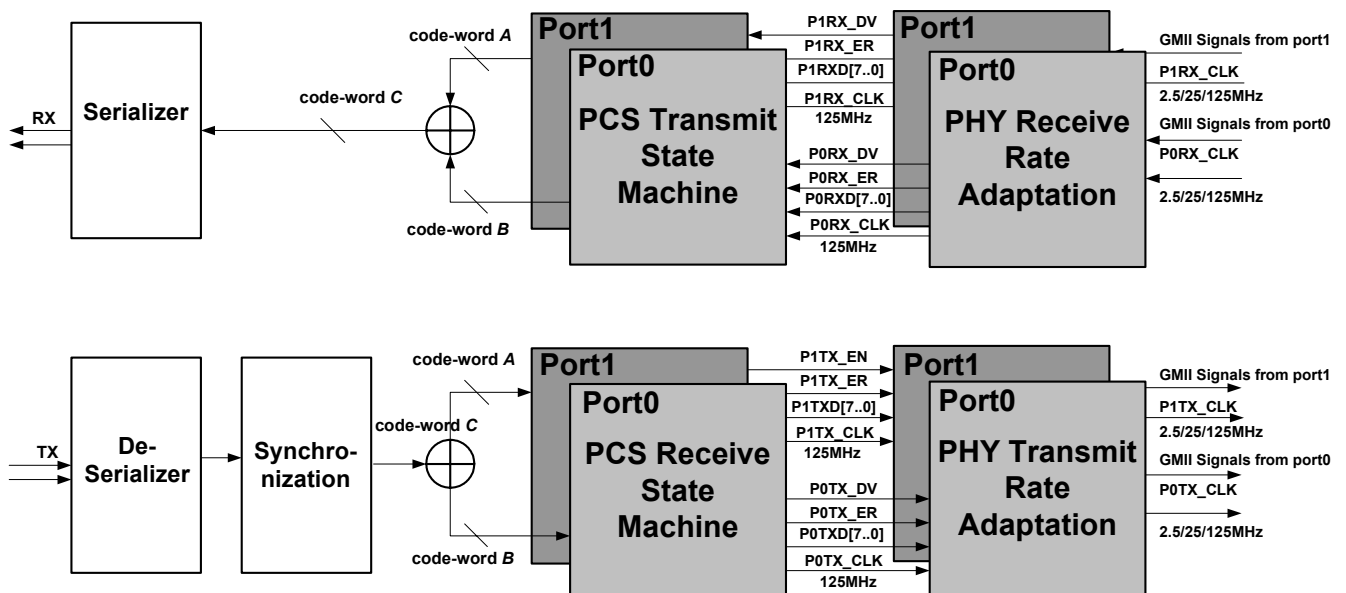 Port1
Port0
PCS Transmit
State
Machine
P1RX_DV
P1RX_ER
P1RXD[7..0]
P1RX_CLK
125MHz
P0RX_DV
P0RX_ER
P0RXD[7..0]
P0RX_CLK
125MHz
Port1
Port0
PHY Receive
Rate
Adaptation
GMII Signals from port1
P1RX_CLK
2.5/25/125MHz
GMII Signals from port0
P0RX_CLK
2.5/25/125MHz
code-word A
code-word C
code-word B
Serializer
RX
TX
De-
Serializer
Synchro-
nization
code-word A
code-word C
code-word B
Port1
Port0
PCS Receive
State
Machine
P1TX_EN
P1TX_ER
P1TXD[7..0]
P1TX_CLK
125MHz
P0TX_DV
P0TX_ER
P0TXD[7..0]
P0TX_CLK
125MHz
Port1
Port0
PHY Transmit
Rate
Adaptation
GMII Signals from port1
P1TX_CLK
2.5/25/125MHz
GMII Signals from port0
P0TX_CLK
2.5/25/125MHz